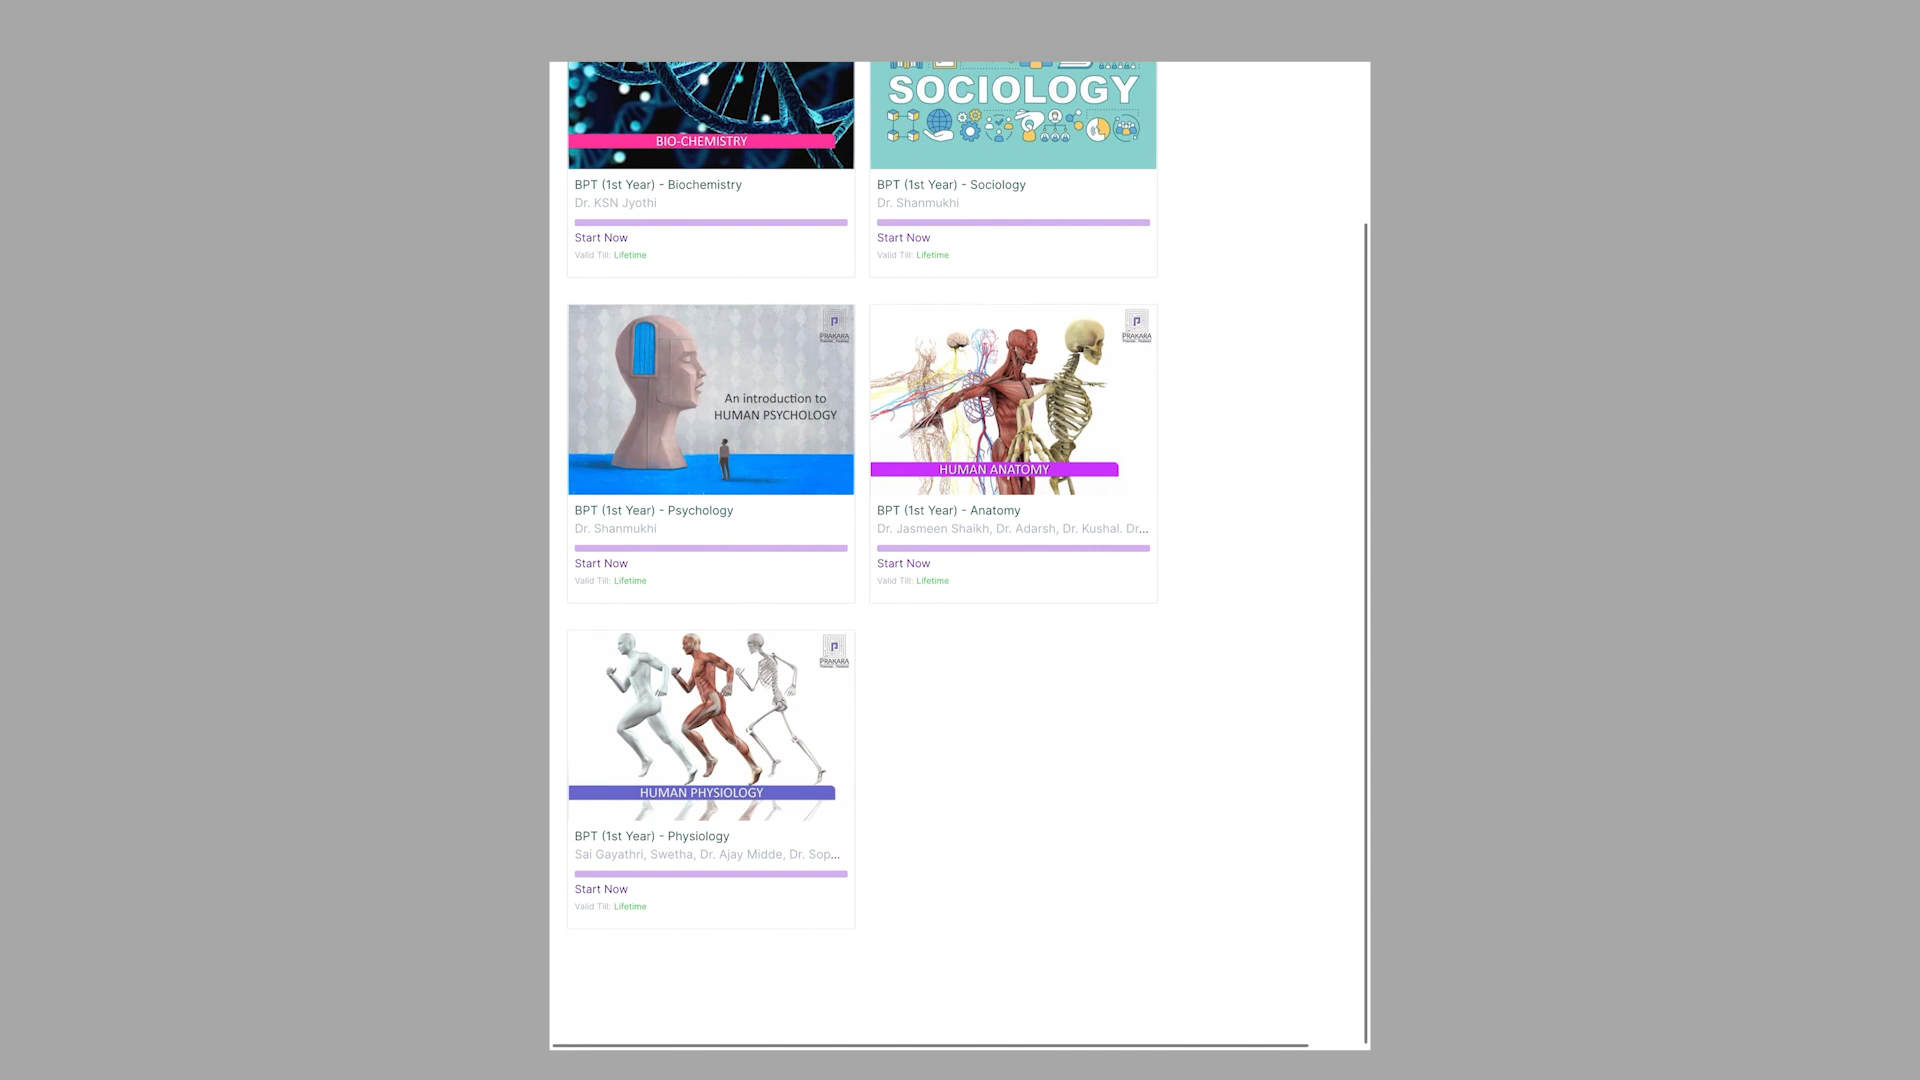 SOCIOLOGY
BIO-CHEMISTRY
BPT (1st Year) - Biochemistry
Dr. KSN Jyothi
Start Now
Valid Till: Lifetime
BPT (1st Year) - Sociology
Dr. Shanmukhi
Start Now
Valid Till: Lifetime
PRAKARA
An introduction to
HUMAN PSYCHOLOGY
BPT (1st Year) - Psychology
Dr. Shanmukhi
Start Now
Valid Till: Lifetime
PRAKARA
HUMAN ANATOMY
BPT (1st Year) - Anatomy
Dr. Jasmeen Shaikh, Dr. Adarsh, Dr. Kushal. Dr...
Start Now
Valid Till: Lifetime
PRAKARA
HUMAN PHYSIOLOGY
BPT (1st Year) - Physiology
Sai Gayathri, Swetha, Dr. Ajay Midde, Dr. Sop...
Start Now
Valid Till: Lifetime